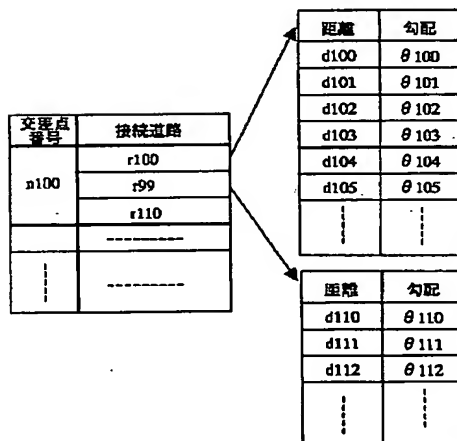 交差点番号 接続道路
n100 r100
r99
r110
距離 勾配
d100 θ100
d101 θ101
d102 θ102
d103 θ103
d104 θ104
d105 θ105
距離 勾配
d110 θ110
d111 θ111
d112 θ112